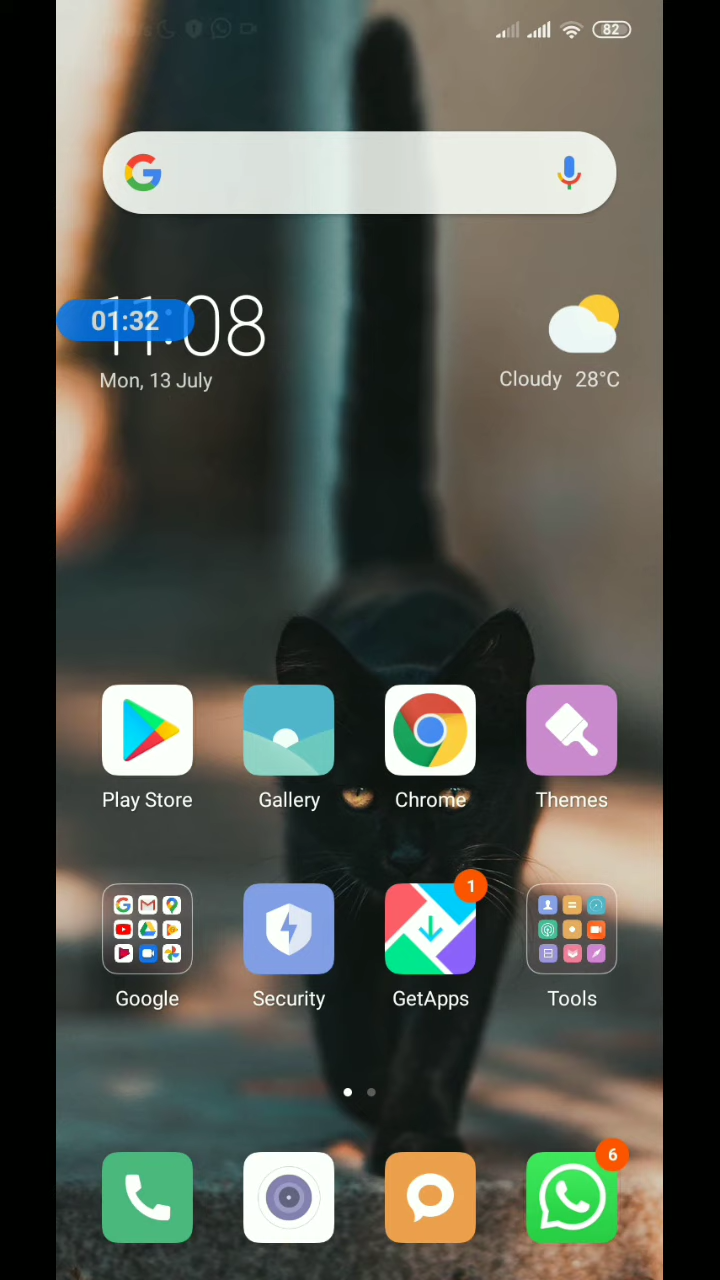 82
11:08
01:32
Mon, 13 July
Cloudy 28°C
Play Store
Gallery
Chrome
Themes
1
Google
Security
GetApps
Tools
6